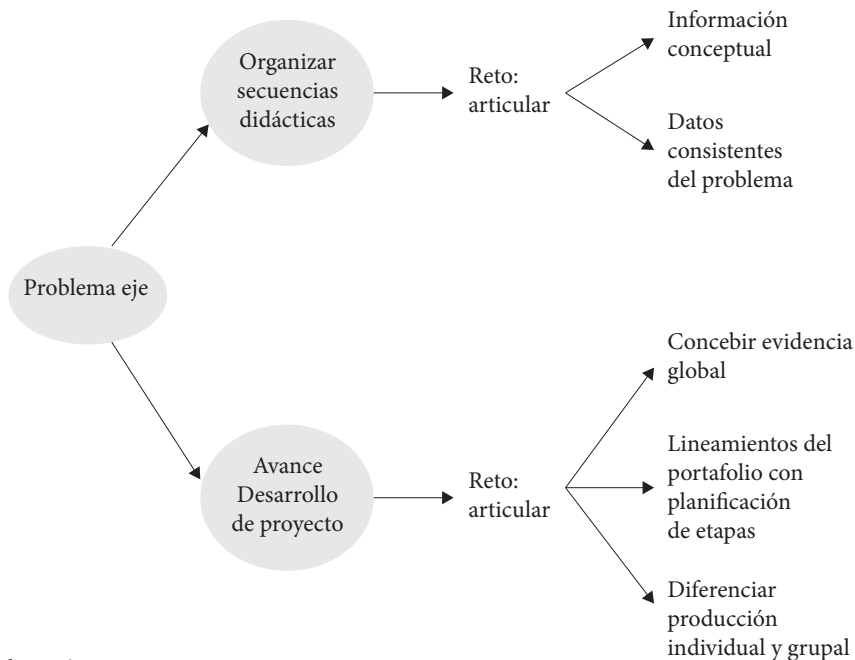 Organizar
secuencias
didácticas
Reto:
articular
Información
conceptual
Datos
consistentes
del problema
Problema eje
Avance
Desarrollo
de proyecto
Reto:
articular
Concebir evidencia
global
Lineamientos del
portafolio con
planificación
de etapas
Diferenciar
producción
individual y grupal